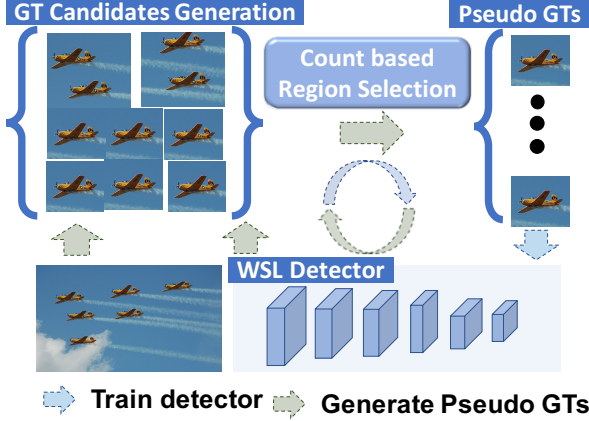 GT Candidates Generation
Pseudo GTs
Count based
Region Selection
WSL Detector
Train detector
Generate Pseudo GTs